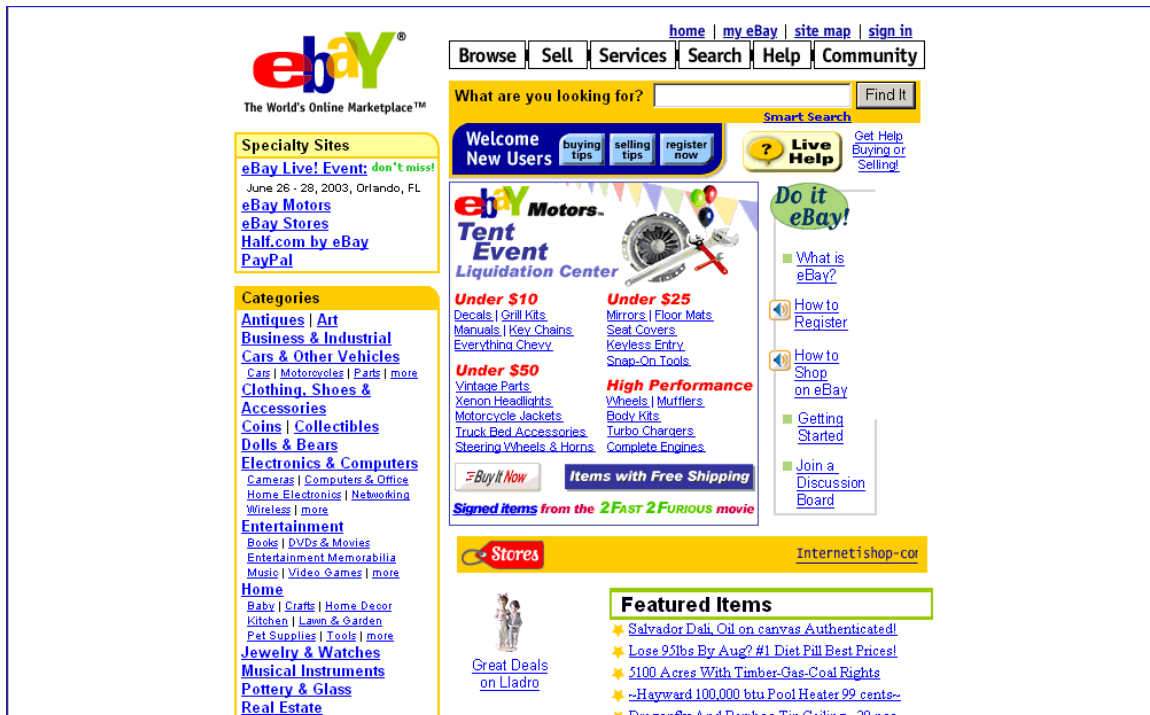 home | my eBay | site map | sign in
ebaY®
The World's Online Marketplace™
Browse Sell Services Search Help Community
What are you looking for? Find It
Smart Search
Welcome
New Users
buying
tips
selling
tips
register
now
?
Live
Help
Get Help
Buying or
Selling!
Specialty Sites
eBay Live! Event: don't miss!
June 26 - 28, 2003, Orlando, FL
eBay Motors
eBay Stores
Half.com by eBay
PayPal
Categories
Antiques | Art
Business & Industrial
Cars & Other Vehicles
Cars | Motorcycles | Parts | more
Clothing, Shoes &
Accessories
Coins | Collectibles
Dolls & Bears
Electronics & Computers
Cameras | Computers & Office
Home Electronics | Networking
Wireless | more
Entertainment
Books | DVDs & Movies
Entertainment Memorabilia
Music | Video Games | more
Home
Baby | Crafts | Home Decor
Kitchen | Lawn & Garden
Pet Supplies | Tools | more
Jewelry & Watches
Musical Instruments
Pottery & Glass
Real Estate
ebaY Motors™
Tent
Event
Liquidation Center
Under $10
Decals | Grill Kits
Manuals | Key Chains
Everything Chevy
Under $50
Vintage Parts
Xenon Headlights
Motorcycle Jackets
Truck Bed Accessories
Steering Wheels & Horns
Under $25
Mirrors | Floor Mats
Seat Covers
Keyless Entry
Snap-On Tools
High Performance
Wheels | Mufflers
Body Kits
Turbo Chargers
Complete Engines
Buy It Now
Items with Free Shipping
Signed items from the 2 FAST 2 FURIOUS movie
Do it
eBay!
What is
eBay?
How to
Register
How to
Shop
on eBay
Getting
Started
Join a
Discussion
Board
Stores
Internetishop-cor
Great Deals
on Lladro
Featured Items
Salvador Dali, Oil on canvas Authenticated!
Lose 95lbs By Aug? #1 Diet Pill Best Prices!
5100 Acres With Timber-Gas-Coal Rights
~Hayward 100,000 btu Pool Heater 99 cents~